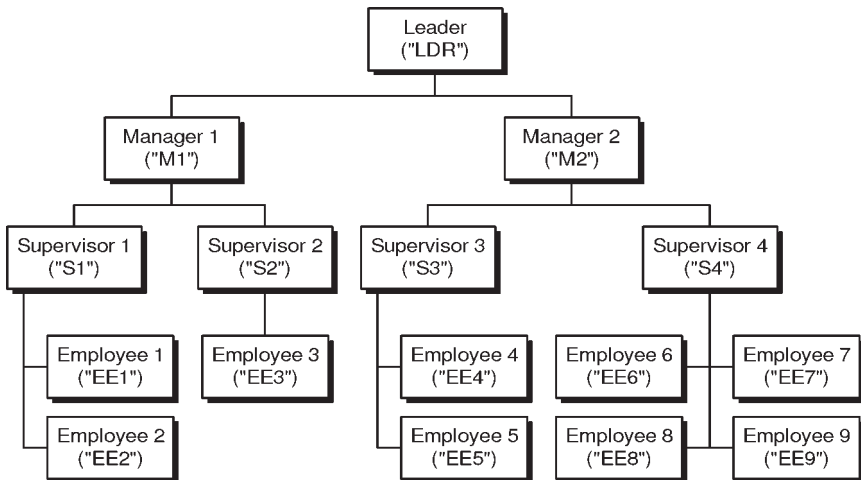 Leader
("LDR")
Manager 1
("M1")
Manager 2
("M2")
Supervisor 1
("S1")
Supervisor 2
("S2")
Supervisor 3
("S3")
Supervisor 4
("S4")
Employee 1
("EE1")
Employee 3
("EE3")
Employee 4
("EE4")
Employee 6
("EE6")
Employee 7
("EE7")
Employee 2
("EE2")
Employee 5
("EE5")
Employee 8
("EE8")
Employee 9
("EE9")